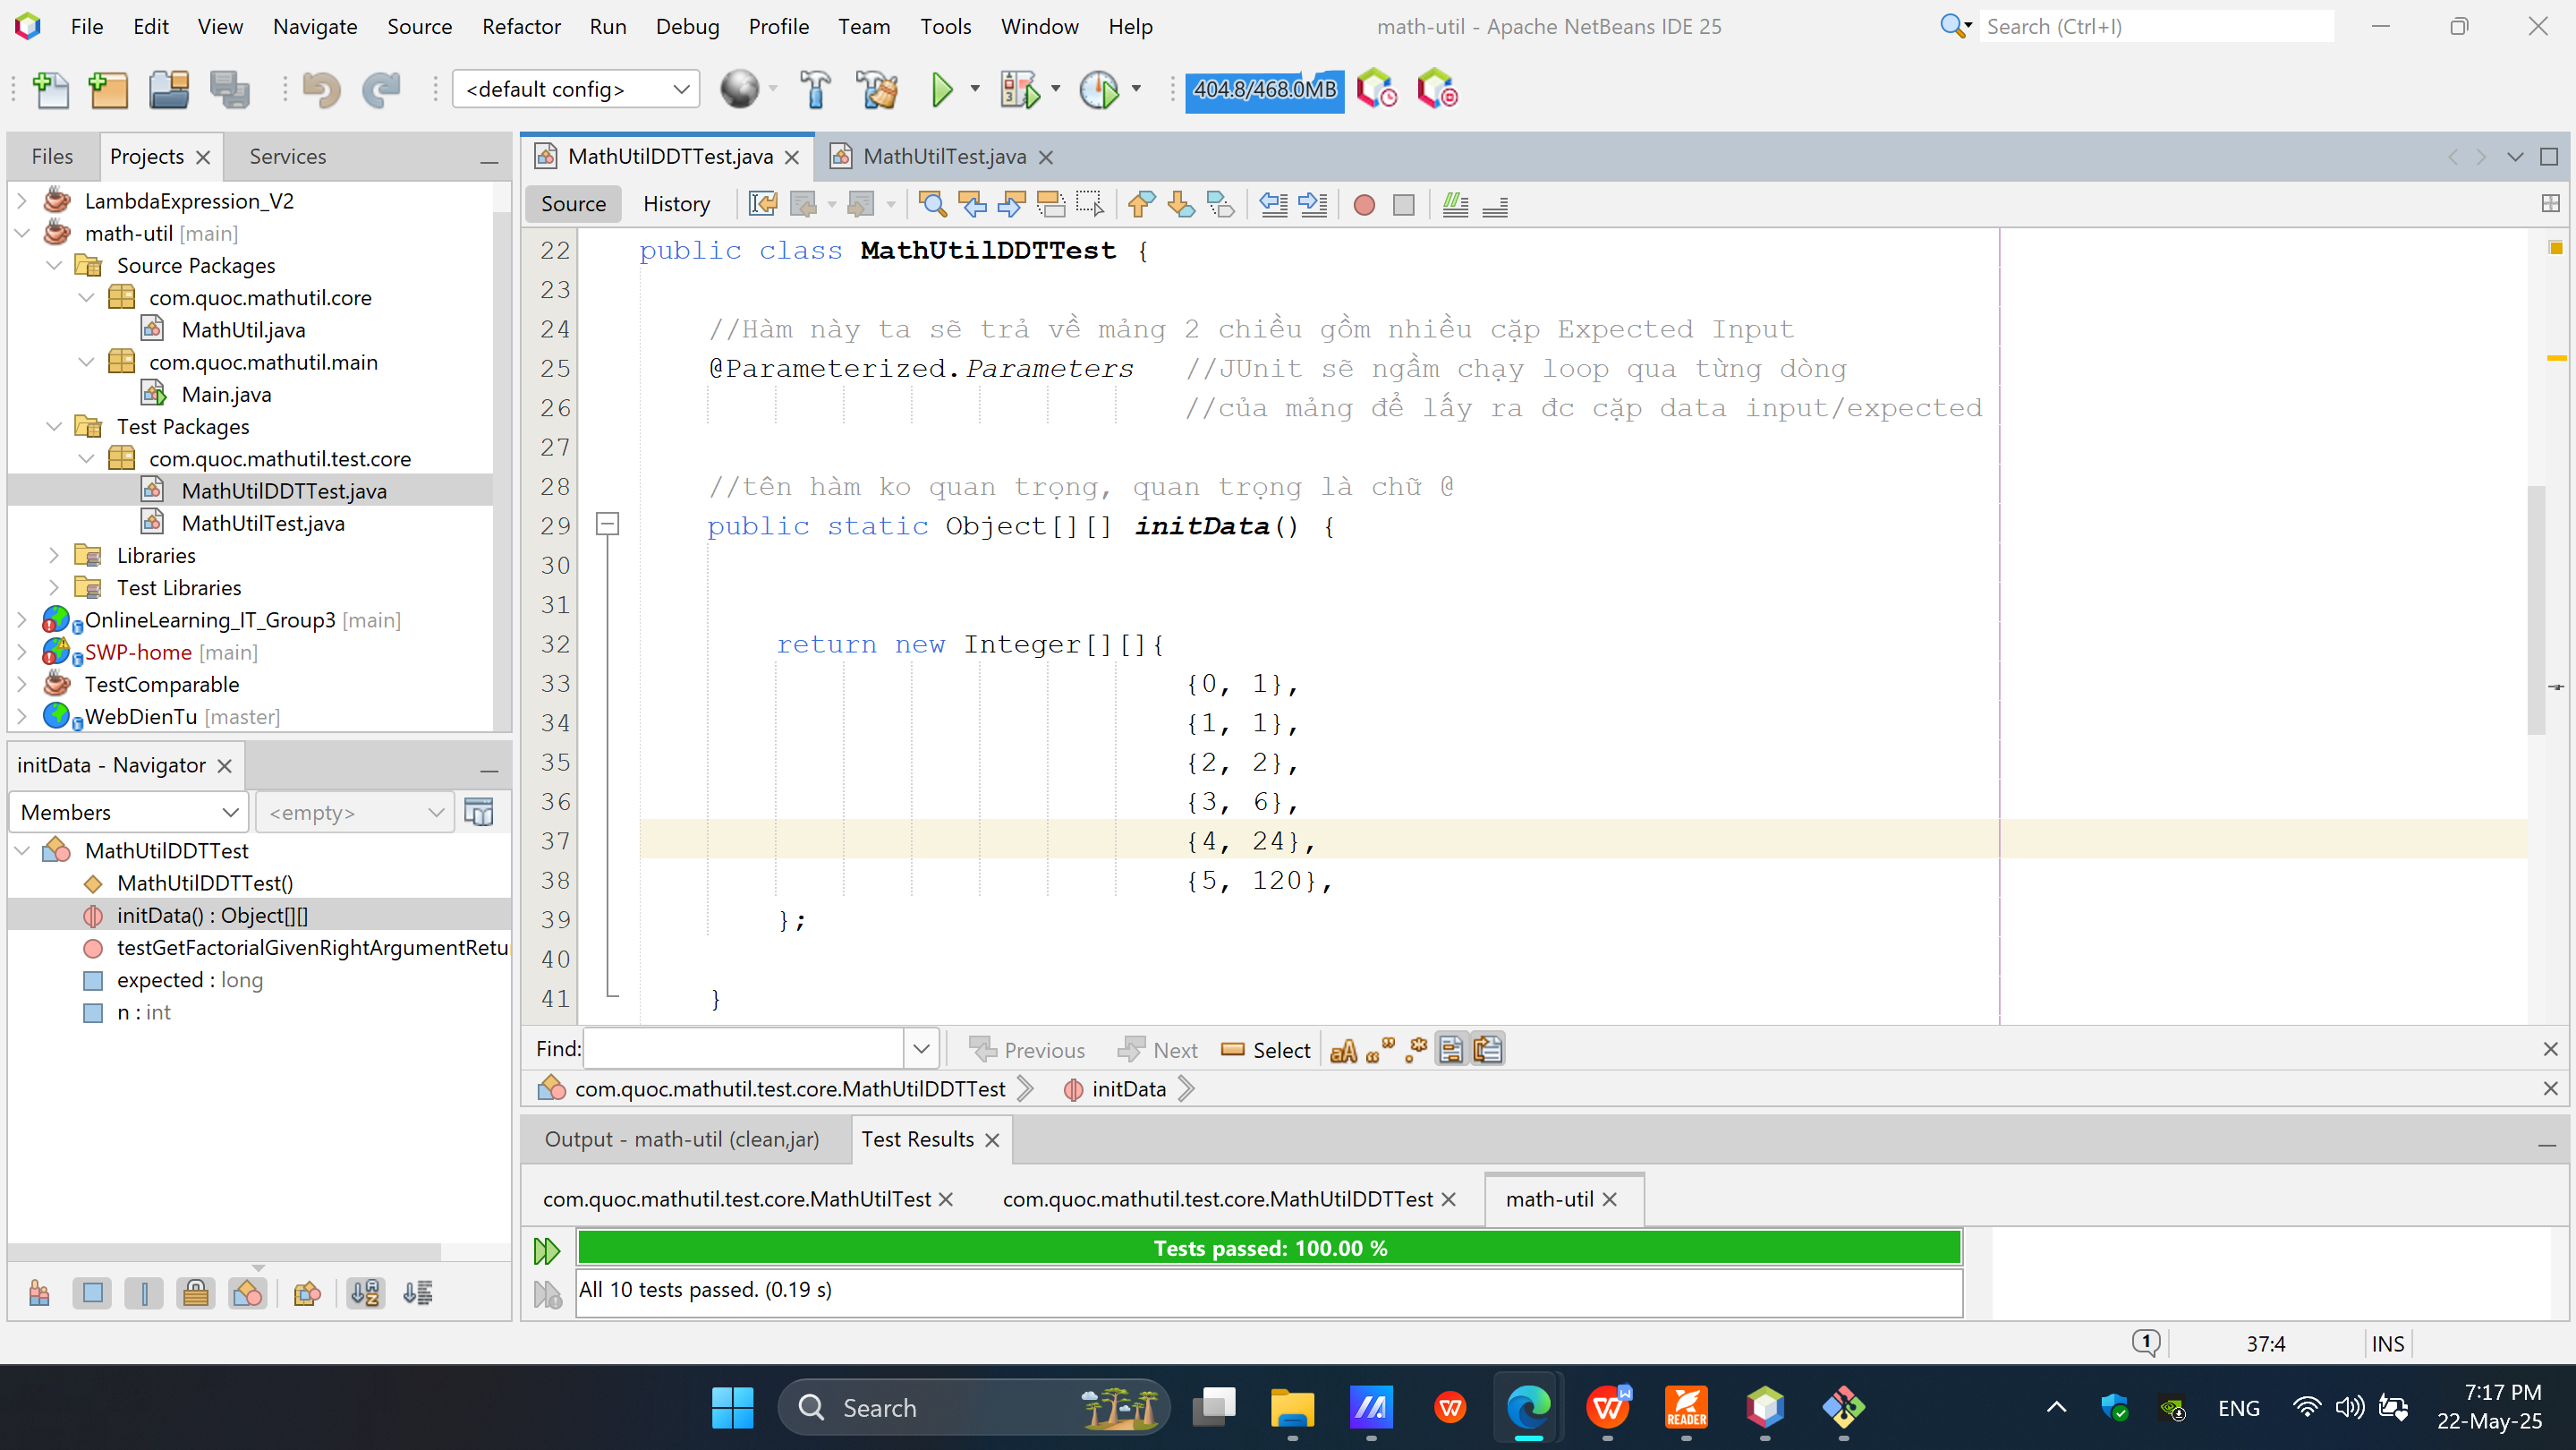 File Edit View Navigate Source Refactor Run Debug Profile Team Tools Window Help
math-util - Apache NetBeans IDE 25
Search (Ctrl+I)
<default config>
404.8/468.0MB
Files Projects Services
LambdaExpression_V2
math-util [main]
Source Packages
com.quoc.mathutil.core
MathUtil.java
com.quoc.mathutil.main
Main.java
Test Packages
com.quoc.mathutil.test.core
MathUtilDDTTest.java
MathUtilTest.java
Libraries
Test Libraries
OnlineLearning_IT_Group3 [main]
SWP-home [main]
TestComparable
WebDienTu [master]
initData - Navigator
Members <empty>
MathUtilDDTTest
MathUtilDDTTest()
initData() : Object[][]
testGetFactorialGivenRightArgumentRetu
expected : long
n : int
MathUtilDDTTest.java MathUtilTest.java
Source History
22 public class MathUtilDDTTest {
23
24 //Hàm này ta sẽ trả về mảng 2 chiều gồm nhiều cặp Expected Input
25 @Parameterized.Parameters //JUnit sẽ ngầm chạy loop qua từng dòng
26 //của mảng để lấy ra đc cặp data input/expected
27
28 //tên hàm ko quan trọng, quan trọng là chữ @
29 public static Object[][] initData() {
30
31
32 return new Integer[][]{
33 {0, 1},
34 {1, 1},
35 {2, 2},
36 {3, 6},
37 {4, 24},
38 {5, 120},
39 };
40
41 }
Find: Previous Next Select
com.quoc.mathutil.test.core.MathUtilDDTTest initData
Output - math-util (clean,jar) Test Results
com.quoc.mathutil.test.core.MathUtilTest com.quoc.mathutil.test.core.MathUtilDDTTest math-util
Tests passed: 100.00 %
All 10 tests passed. (0.19 s)
1 37:4 INS
Search
READER
ENG
7:17 PM
22-May-25